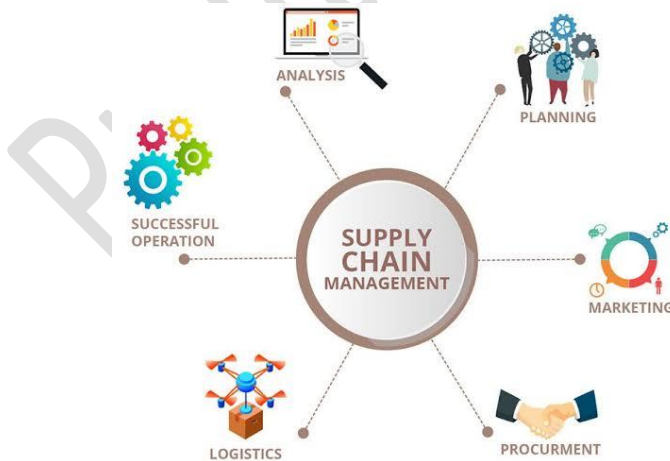 ANALYSIS
PLANNING
SUCCESSFUL
OPERATION
SUPPLY
CHAIN
MANAGEMENT
MARKETING
LOGISTICS
PROCURMENT